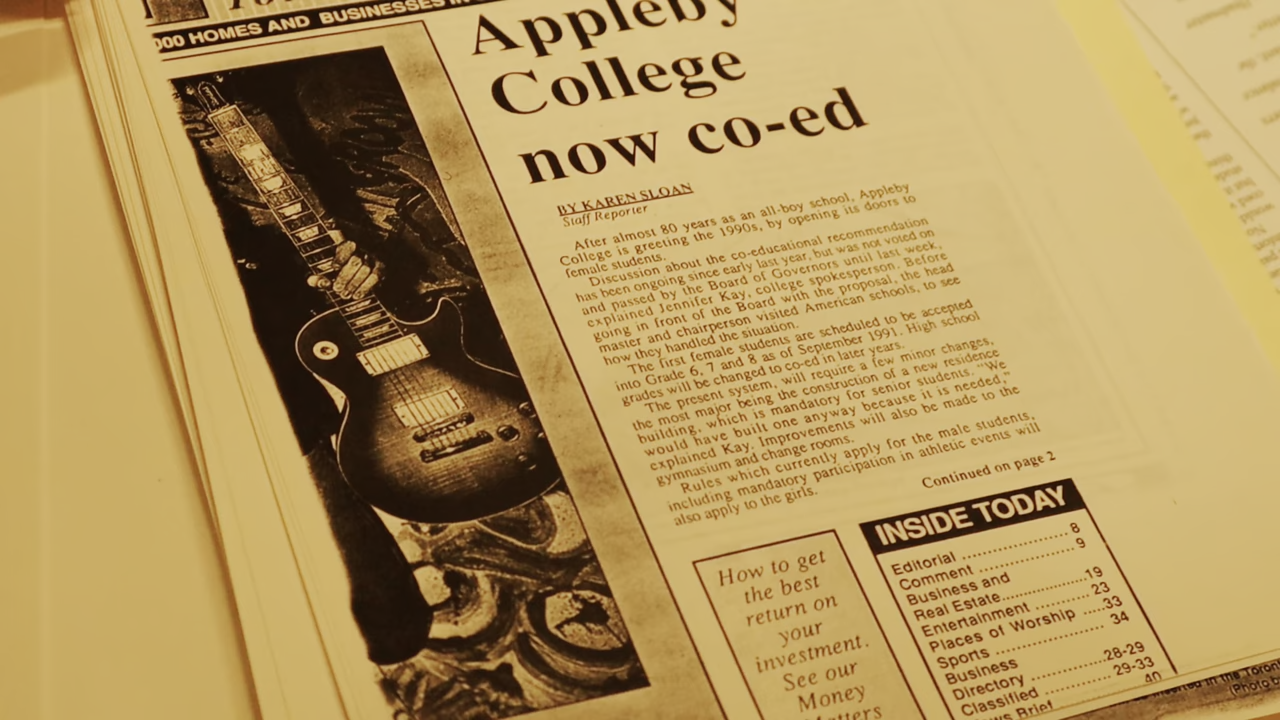 000 HOMES AND BUSINESSES IN
Appleby
College
now co-ed
BY KAREN SLOAN
Staff Reporter
After almost 80 years as an all-boy school, Appleby
College is greeting the 1990s, by opening its doors to
female students.
Discussion about the co-educational recommendation
has been ongoing since early last year, but was not voted on
and passed by the Board of Governors until last week,
explained Jennifer Kay, college spokesperson. Before
going in front of the Board with the proposal, the head
master and chairperson visited American schools, to see
how they handled the situation.
The first female students are scheduled to be accepted
into Grade 6, 7 and 8 as of September 1991. High school
grades will be changed to co-ed in later years.
The present system, will require a few minor changes,
the most major being the construction of a new residence
building, which is mandatory for senior students. "We
would have built one anyway because it is needed,"
explained Kay. Improvements will also be made to the
gymnasium and change rooms.
Rules which currently apply for the male students,
including mandatory participation in athletic events will
also apply to the girls.
Continued on page 2
How to get
the best
return on
your
investment.
See our
Money
Matters
INSIDE TODAY
Editorial ........................ 8
Comment ..................... 9
Business and
Real Estate..................19
Entertainment ............ 23
Places of Worship .....33
Sports ........................ 34
Business
Directory ................28-29
Classified ..............29-33
News Brief 40
inserted in the Toron
(Photo b